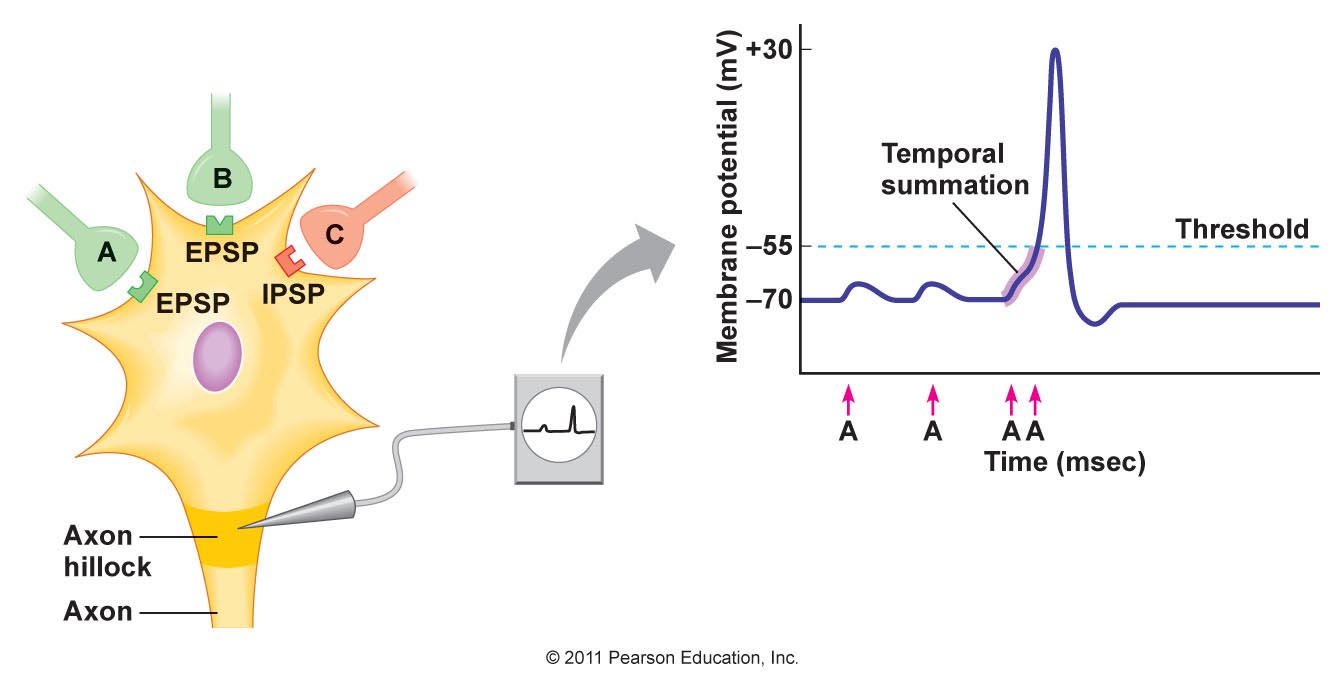 B
A
C
EPSP
EPSP
IPSP
Axon
hillock
Axon
Membrane potential (mV)
+30
–55
–70
Temporal
summation
Threshold
A
A
A A
Time (msec)
© 2011 Pearson Education, Inc.